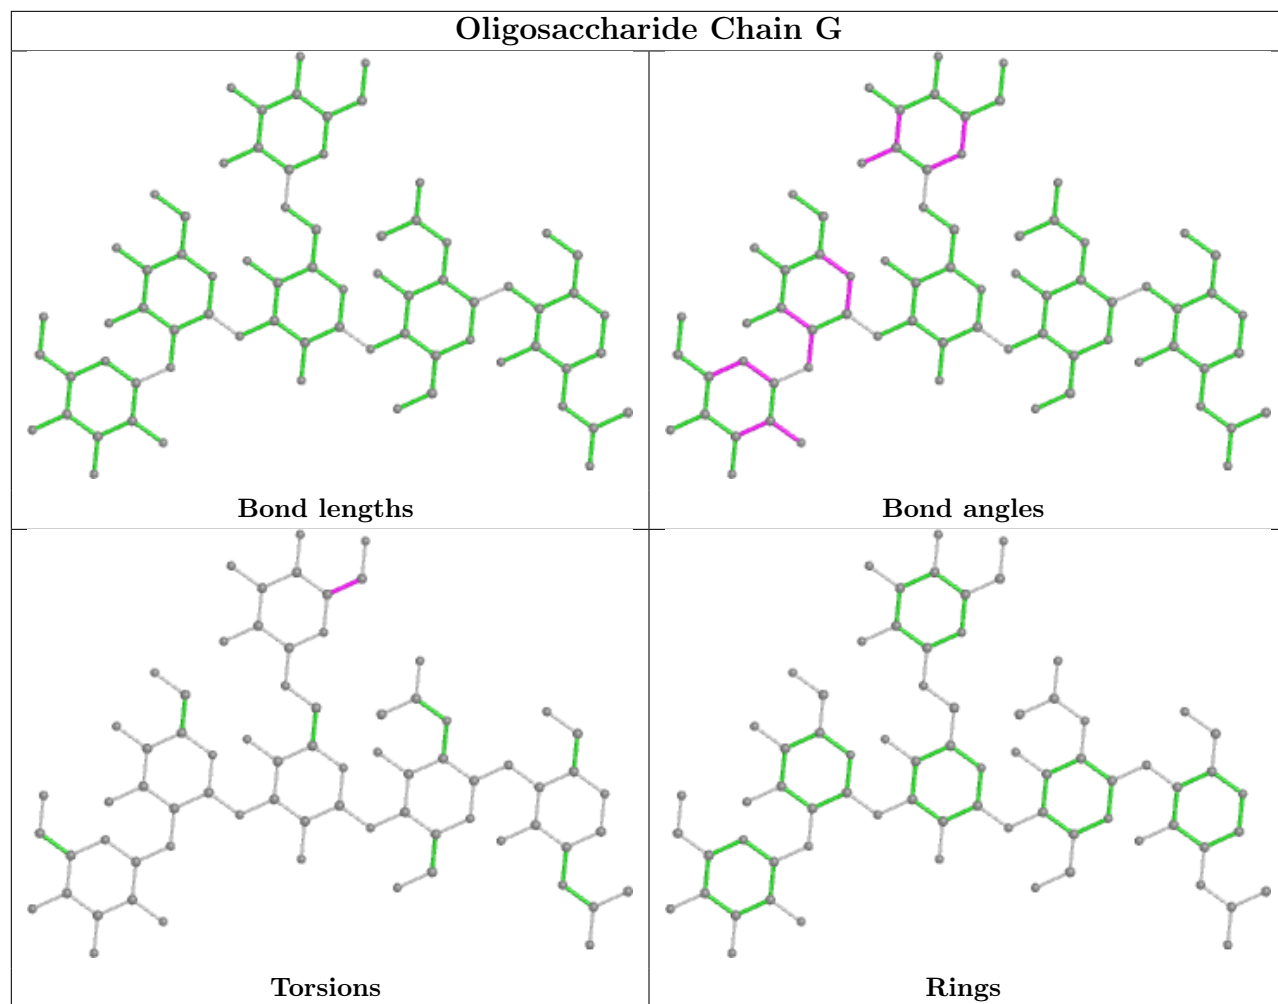 Oligosaccharide Chain G
Bond lengths
Bond angles
Torsions
Rings